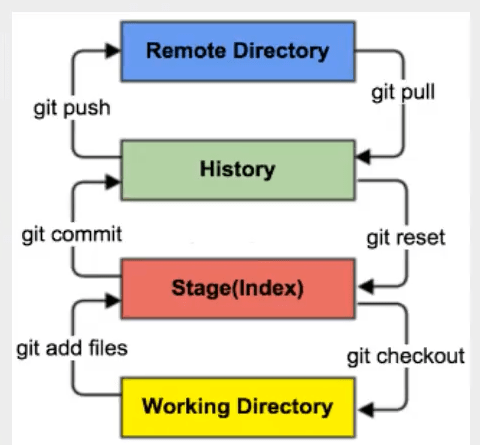 Remote Directory
git pull
git push
History
git commit
git reset
Stage(Index)
git add files
git checkout
Working Directory